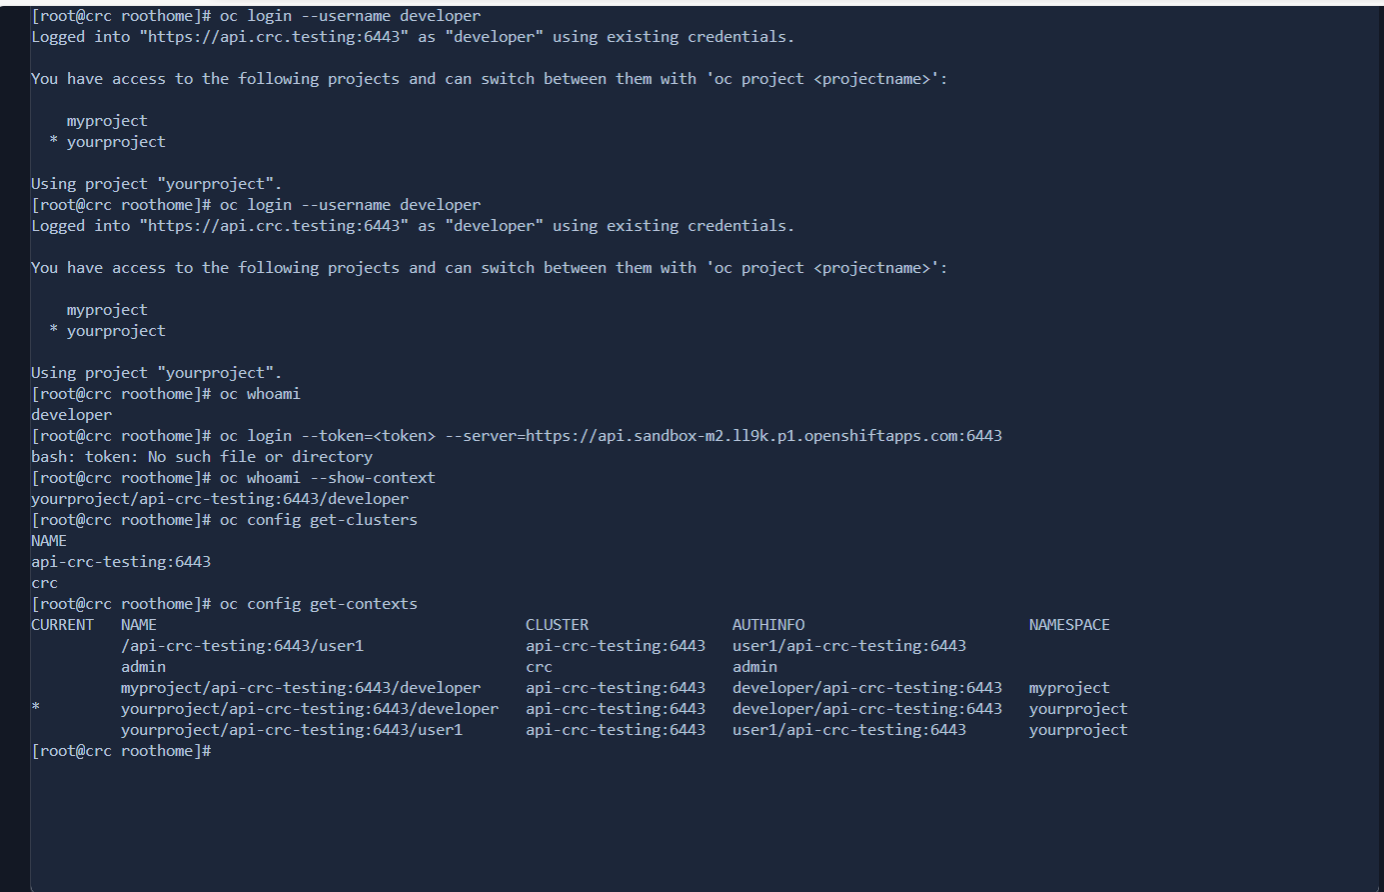 [root@crc roothome]# oc login --username developer
Logged into "https://api.crc.testing:6443" as "developer" using existing credentials.

You have access to the following projects and can switch between them with 'oc project <projectname>':

    myproject
  * yourproject

Using project "yourproject".
[root@crc roothome]# oc login --username developer
Logged into "https://api.crc.testing:6443" as "developer" using existing credentials.

You have access to the following projects and can switch between them with 'oc project <projectname>':

    myproject
  * yourproject

Using project "yourproject".
[root@crc roothome]# oc whoami
developer
[root@crc roothome]# oc login --token=<token> --server=https://api.sandbox-m2.ll9k.p1.openshiftapps.com:6443
bash: token: No such file or directory
[root@crc roothome]# oc whoami --show-context
yourproject/api-crc-testing:6443/developer
[root@crc roothome]# oc config get-clusters
NAME
api-crc-testing:6443
crc
[root@crc roothome]# oc config get-contexts
CURRENT   NAME                                         CLUSTER                AUTHINFO                         NAMESPACE
          /api-crc-testing:6443/user1                  api-crc-testing:6443   user1/api-crc-testing:6443
          admin                                        crc                    admin
          myproject/api-crc-testing:6443/developer     api-crc-testing:6443   developer/api-crc-testing:6443   myproject
*         yourproject/api-crc-testing:6443/developer   api-crc-testing:6443   developer/api-crc-testing:6443   yourproject
          yourproject/api-crc-testing:6443/user1       api-crc-testing:6443   user1/api-crc-testing:6443       yourproject
[root@crc roothome]#